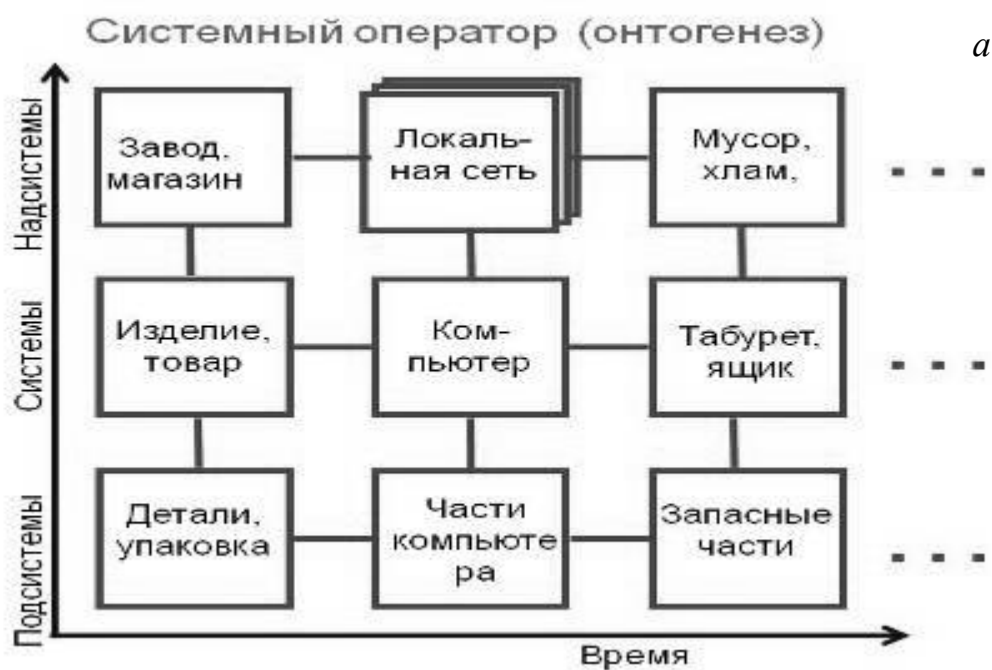 Системный оператор (онтогенез)
а
Надсистемы
Завод,
магазин
Локаль-
ная сеть
Мусор,
хлам,
Системы
Изделие,
товар
Ком-
пьютер
Табурет,
ящик
Подсистемы
Детали,
упаковка
Части
компьюте
ра
Запасные
части
Время